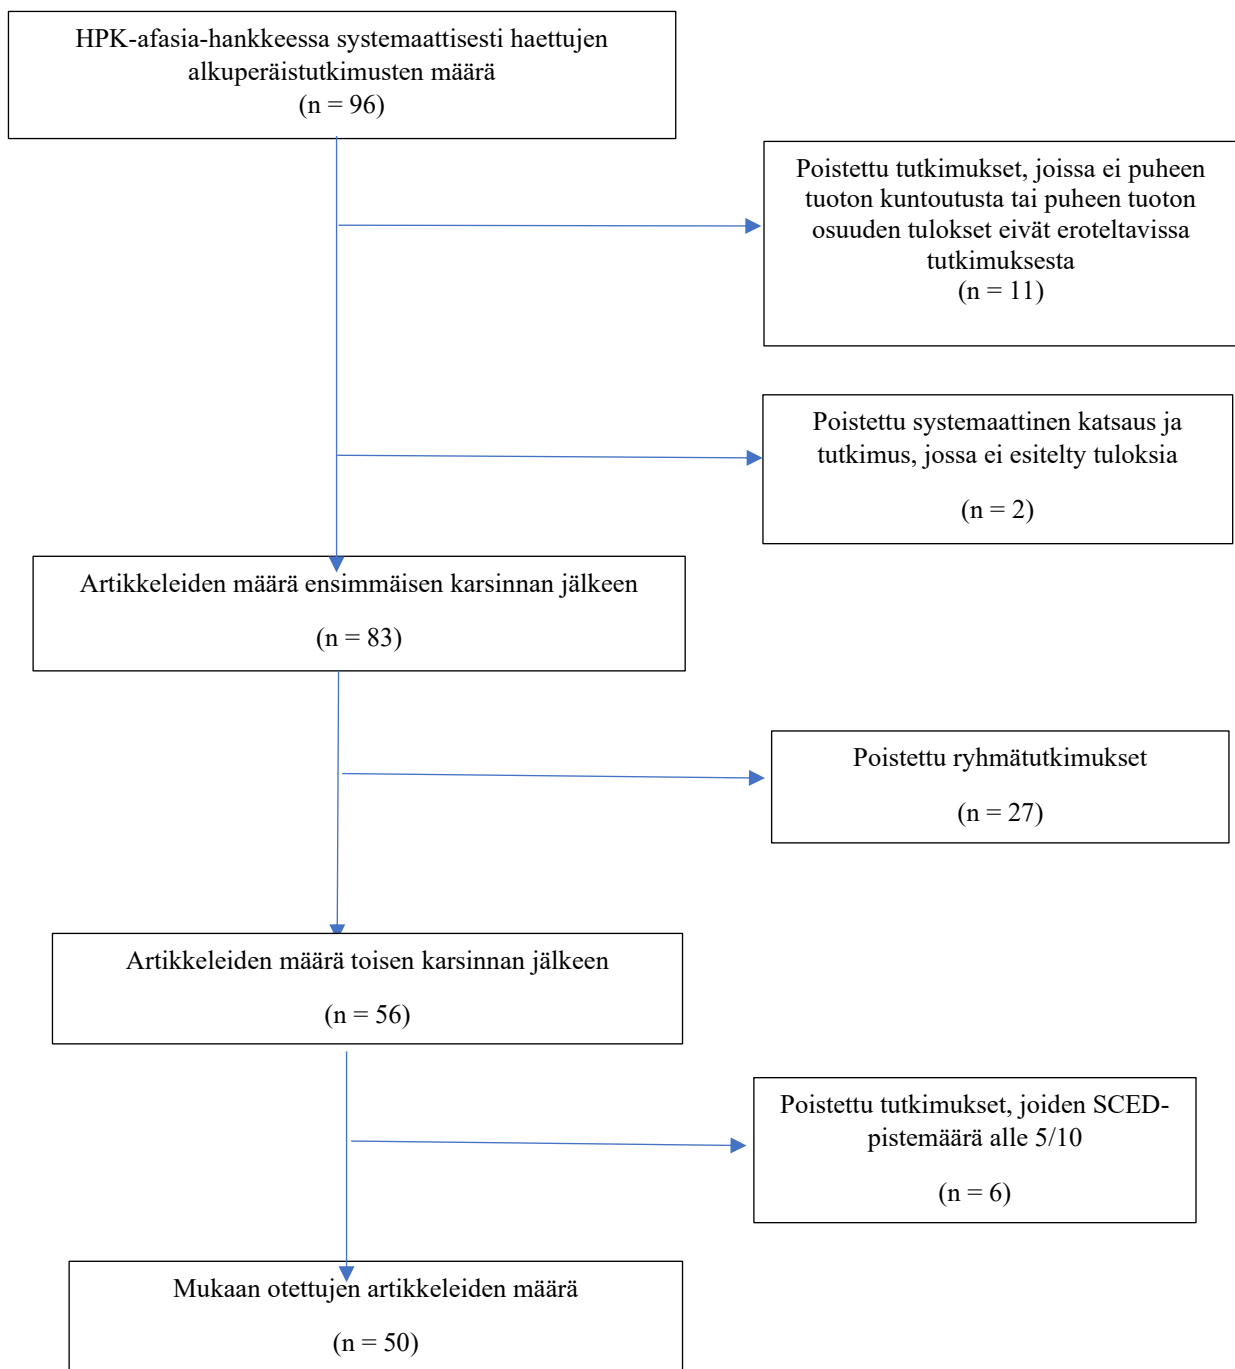 HPK-afasia-hankkeessa systemaattisesti haettujen
alkuperäistutkimusten määrä
(n = 96)
Poistettu tutkimukset, joissa ei puheen
tuoton kuntoutusta tai puheen tuoton
osuuden tulokset eivät eroteltavissa
tutkimuksesta
(n = 11)
Poistettu systemaattinen katsaus ja
tutkimus, jossa ei esitelty tuloksia
(n = 2)
Artikkeleiden määrä ensimmäisen karsinnan jälkeen
(n = 83)
Poistettu ryhmätutkimukset
(n = 27)
Artikkeleiden määrä toisen karsinnan jälkeen
(n = 56)
Poistettu tutkimukset, joiden SCED-
pistemäärä alle 5/10
(n = 6)
Mukaan otettujen artikkeleiden määrä
(n = 50)